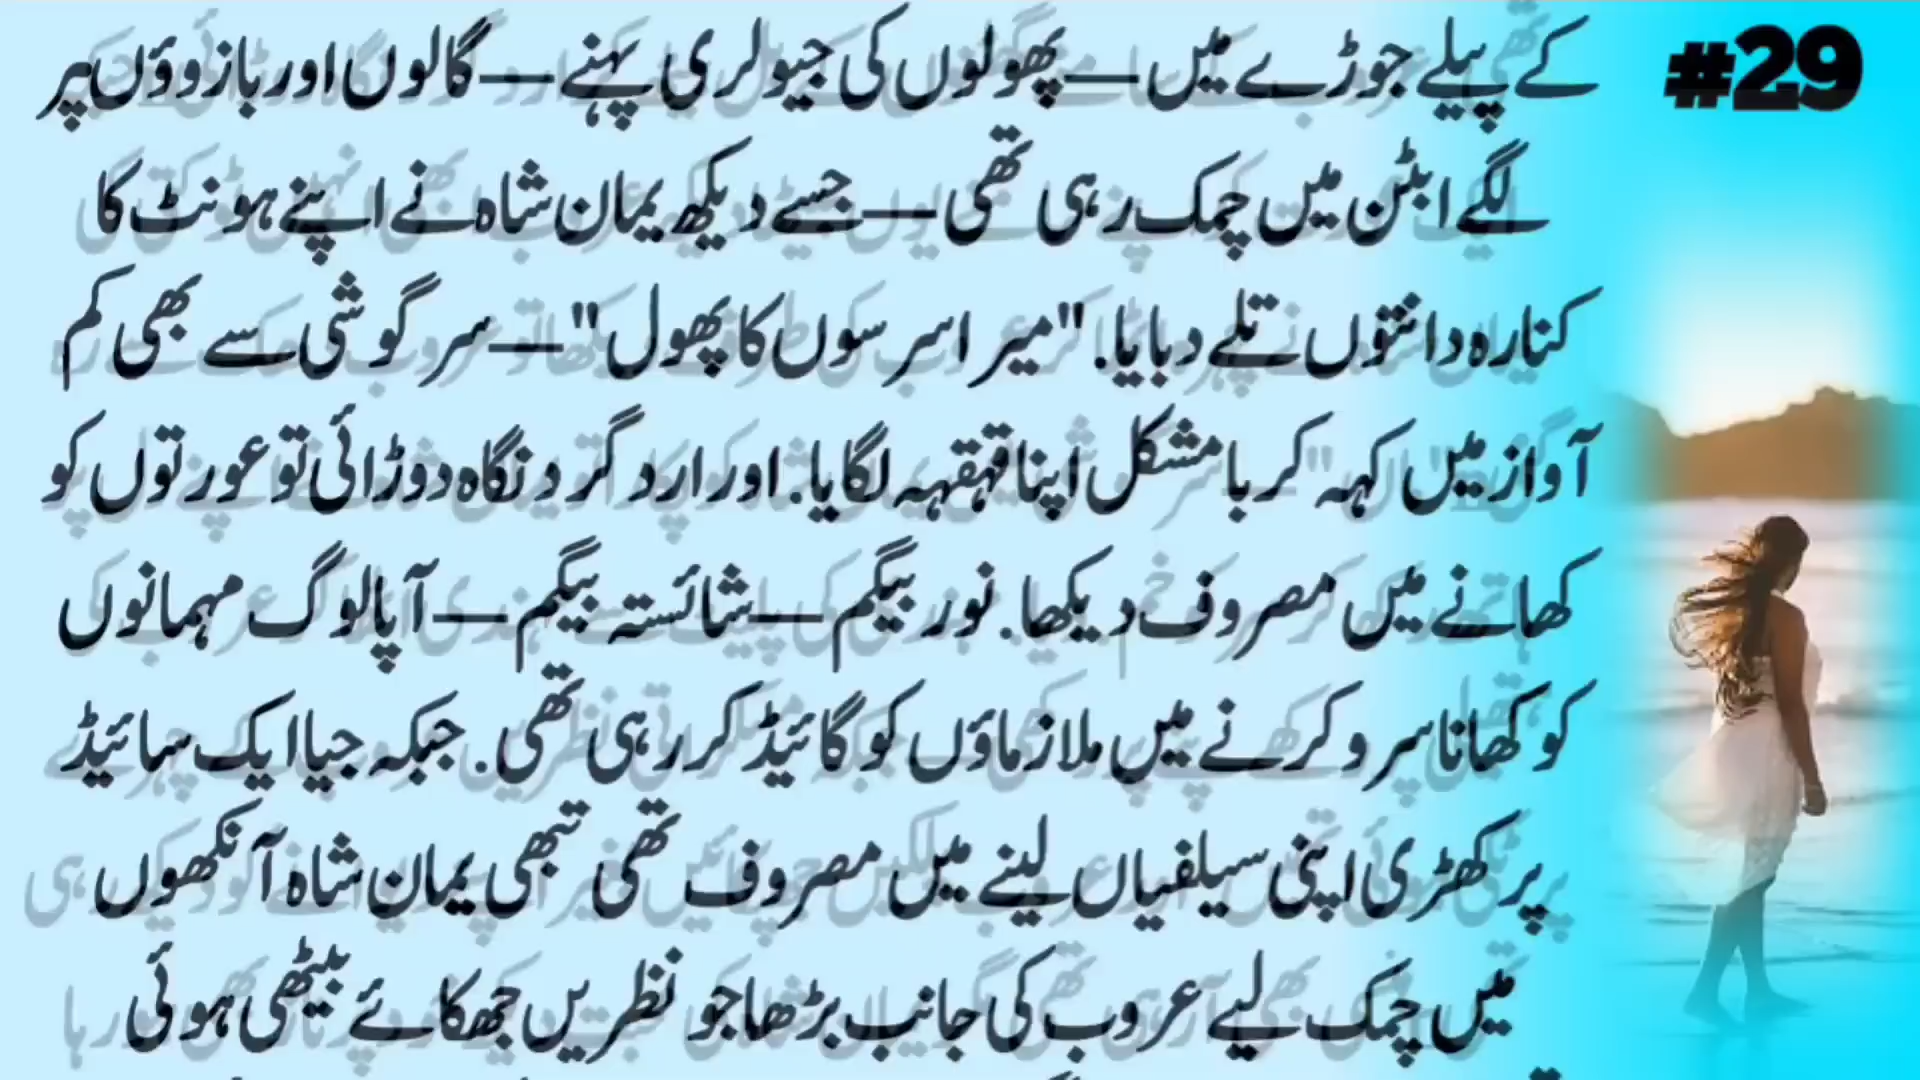 #29
کے پیلے جوڑے میں — پھولوں کی جیولری پہنے — گالوں اور بازوؤں پر
لگے ابٹن میں چمک رہی تھی — جسے دیکھ یمان شاہ نے اپنے ہونٹ کا
کنارہ دانتوں تلے دبایا. "میرا سرسوں کا پھول" — سرگوشی سے بھی کم
آواز میں کہہ کر بامشکل اپنا قہقہہ لگایا. اور ارد گرد نگاہ دوڑائی تو عورتوں کو
کھانے میں مصروف دیکھا. نور بیگم — شائستہ بیگم — آپا لوگ مہمانوں
کو کھانا سرو کرنے میں ملازماؤں کو گائیڈ کر رہی تھی. جبکہ جیا ایک سائیڈ
پر کھڑی اپنی سیلفیاں لینے میں مصروف تھی تبھی یمان شاہ آنکھوں
میں چمک لیے عروب کی جانب بڑھا جو نظریں جھکائے بیٹھی ہوئی